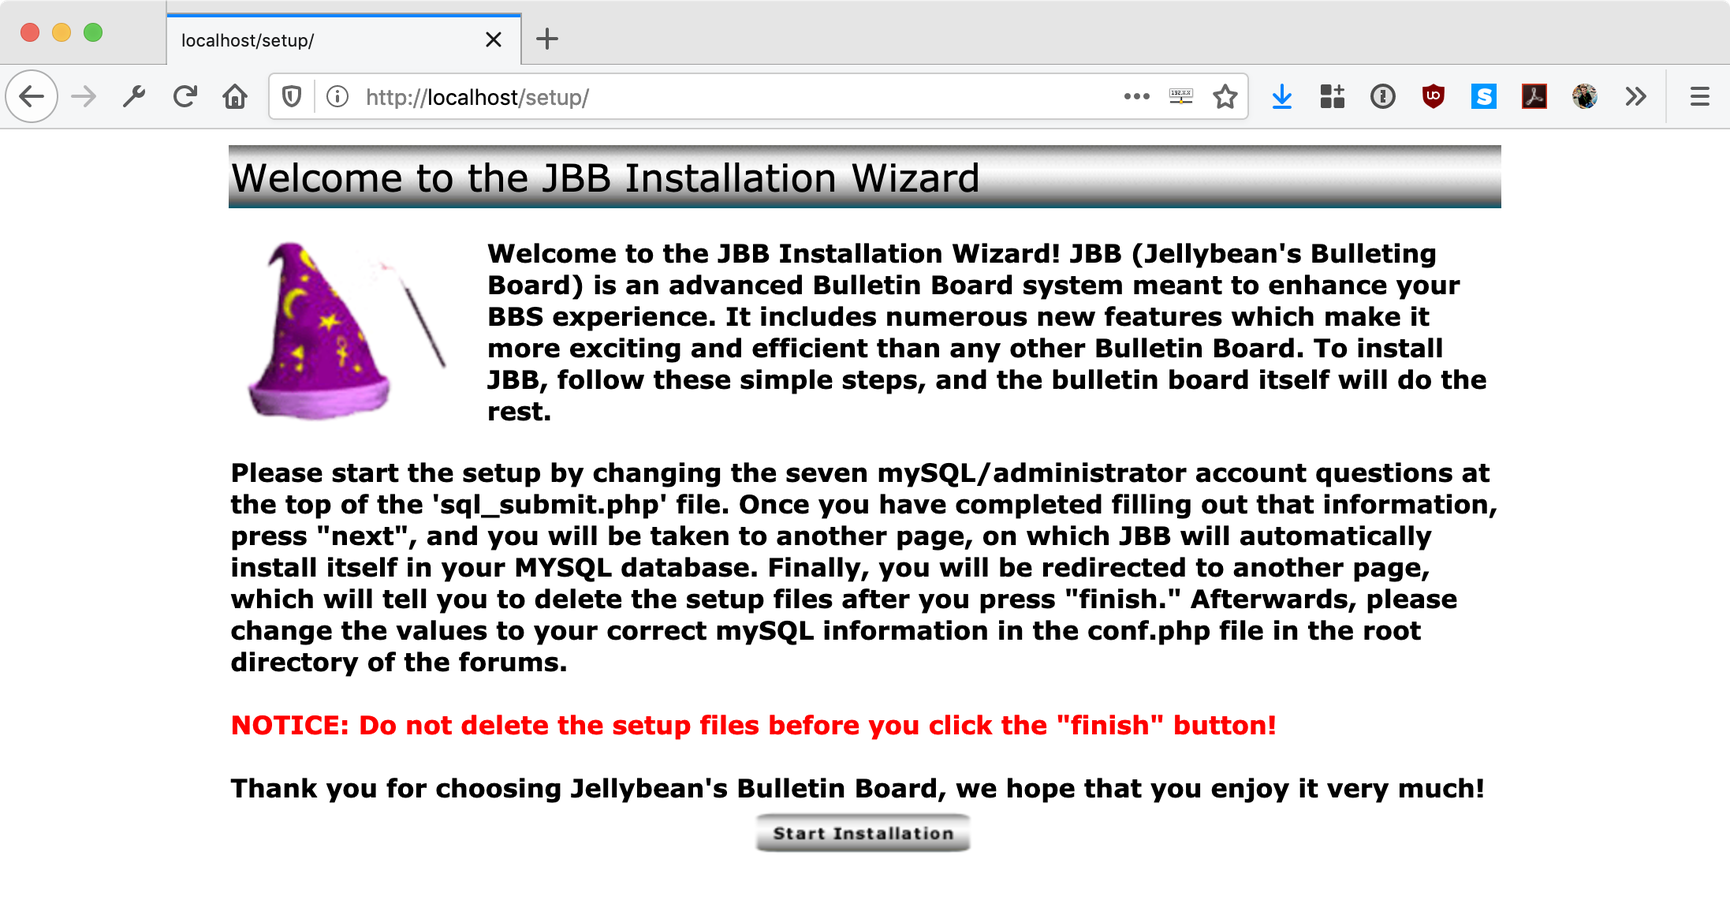 localhost/setup/
http://localhost/setup/
Welcome to the JBB Installation Wizard
Welcome to the JBB Installation Wizard! JBB (Jellybean's Bulleting
Board) is an advanced Bulletin Board system meant to enhance your
BBS experience. It includes numerous new features which make it
more exciting and efficient than any other Bulletin Board. To install
JBB, follow these simple steps, and the bulletin board itself will do the
rest.
Please start the setup by changing the seven mySQL/administrator account questions at
the top of the 'sql_submit.php' file. Once you have completed filling out that information,
press "next", and you will be taken to another page, on which JBB will automatically
install itself in your MYSQL database. Finally, you will be redirected to another page,
which will tell you to delete the setup files after you press "finish." Afterwards, please
change the values to your correct mySQL information in the conf.php file in the root
directory of the forums.
NOTICE: Do not delete the setup files before you click the "finish" button!
Thank you for choosing Jellybean's Bulletin Board, we hope that you enjoy it very much!
Start Installation